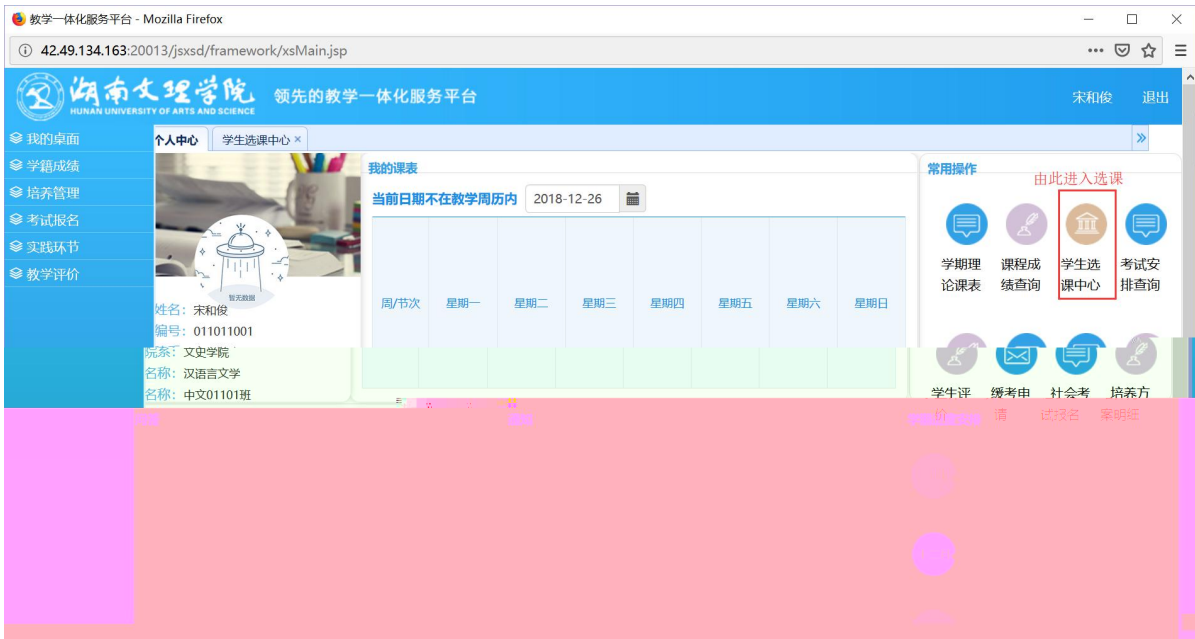 教学一体化服务平台 - Mozilla Firefox
42.49.134.163:20013/jsxsd/framework/xsMain.jsp
湖南文理学院
HUNAN UNIVERSITY OF ARTS AND SCIENCE
领先的教学一体化服务平台
宋和俊 退出
我的桌面
学籍成绩
培养管理
考试报名
实践环节
教学评价
个人中心 学生选课中心 ×
暂无数据
姓名：宋和俊
编号：011011001
院系：文史学院
名称：汉语言文学
名称：中文01101班
我的课表
当前日期不在教学周历内 2018-12-26
周/节次 星期一 星期二 星期三 星期四 星期五 星期六 星期日
常用操作
由此进入选课
学期理论课表
课程成绩查询
学生选课中心
考试安排查询
学生评价
缓考申请
社会考试报名
培养方案明细